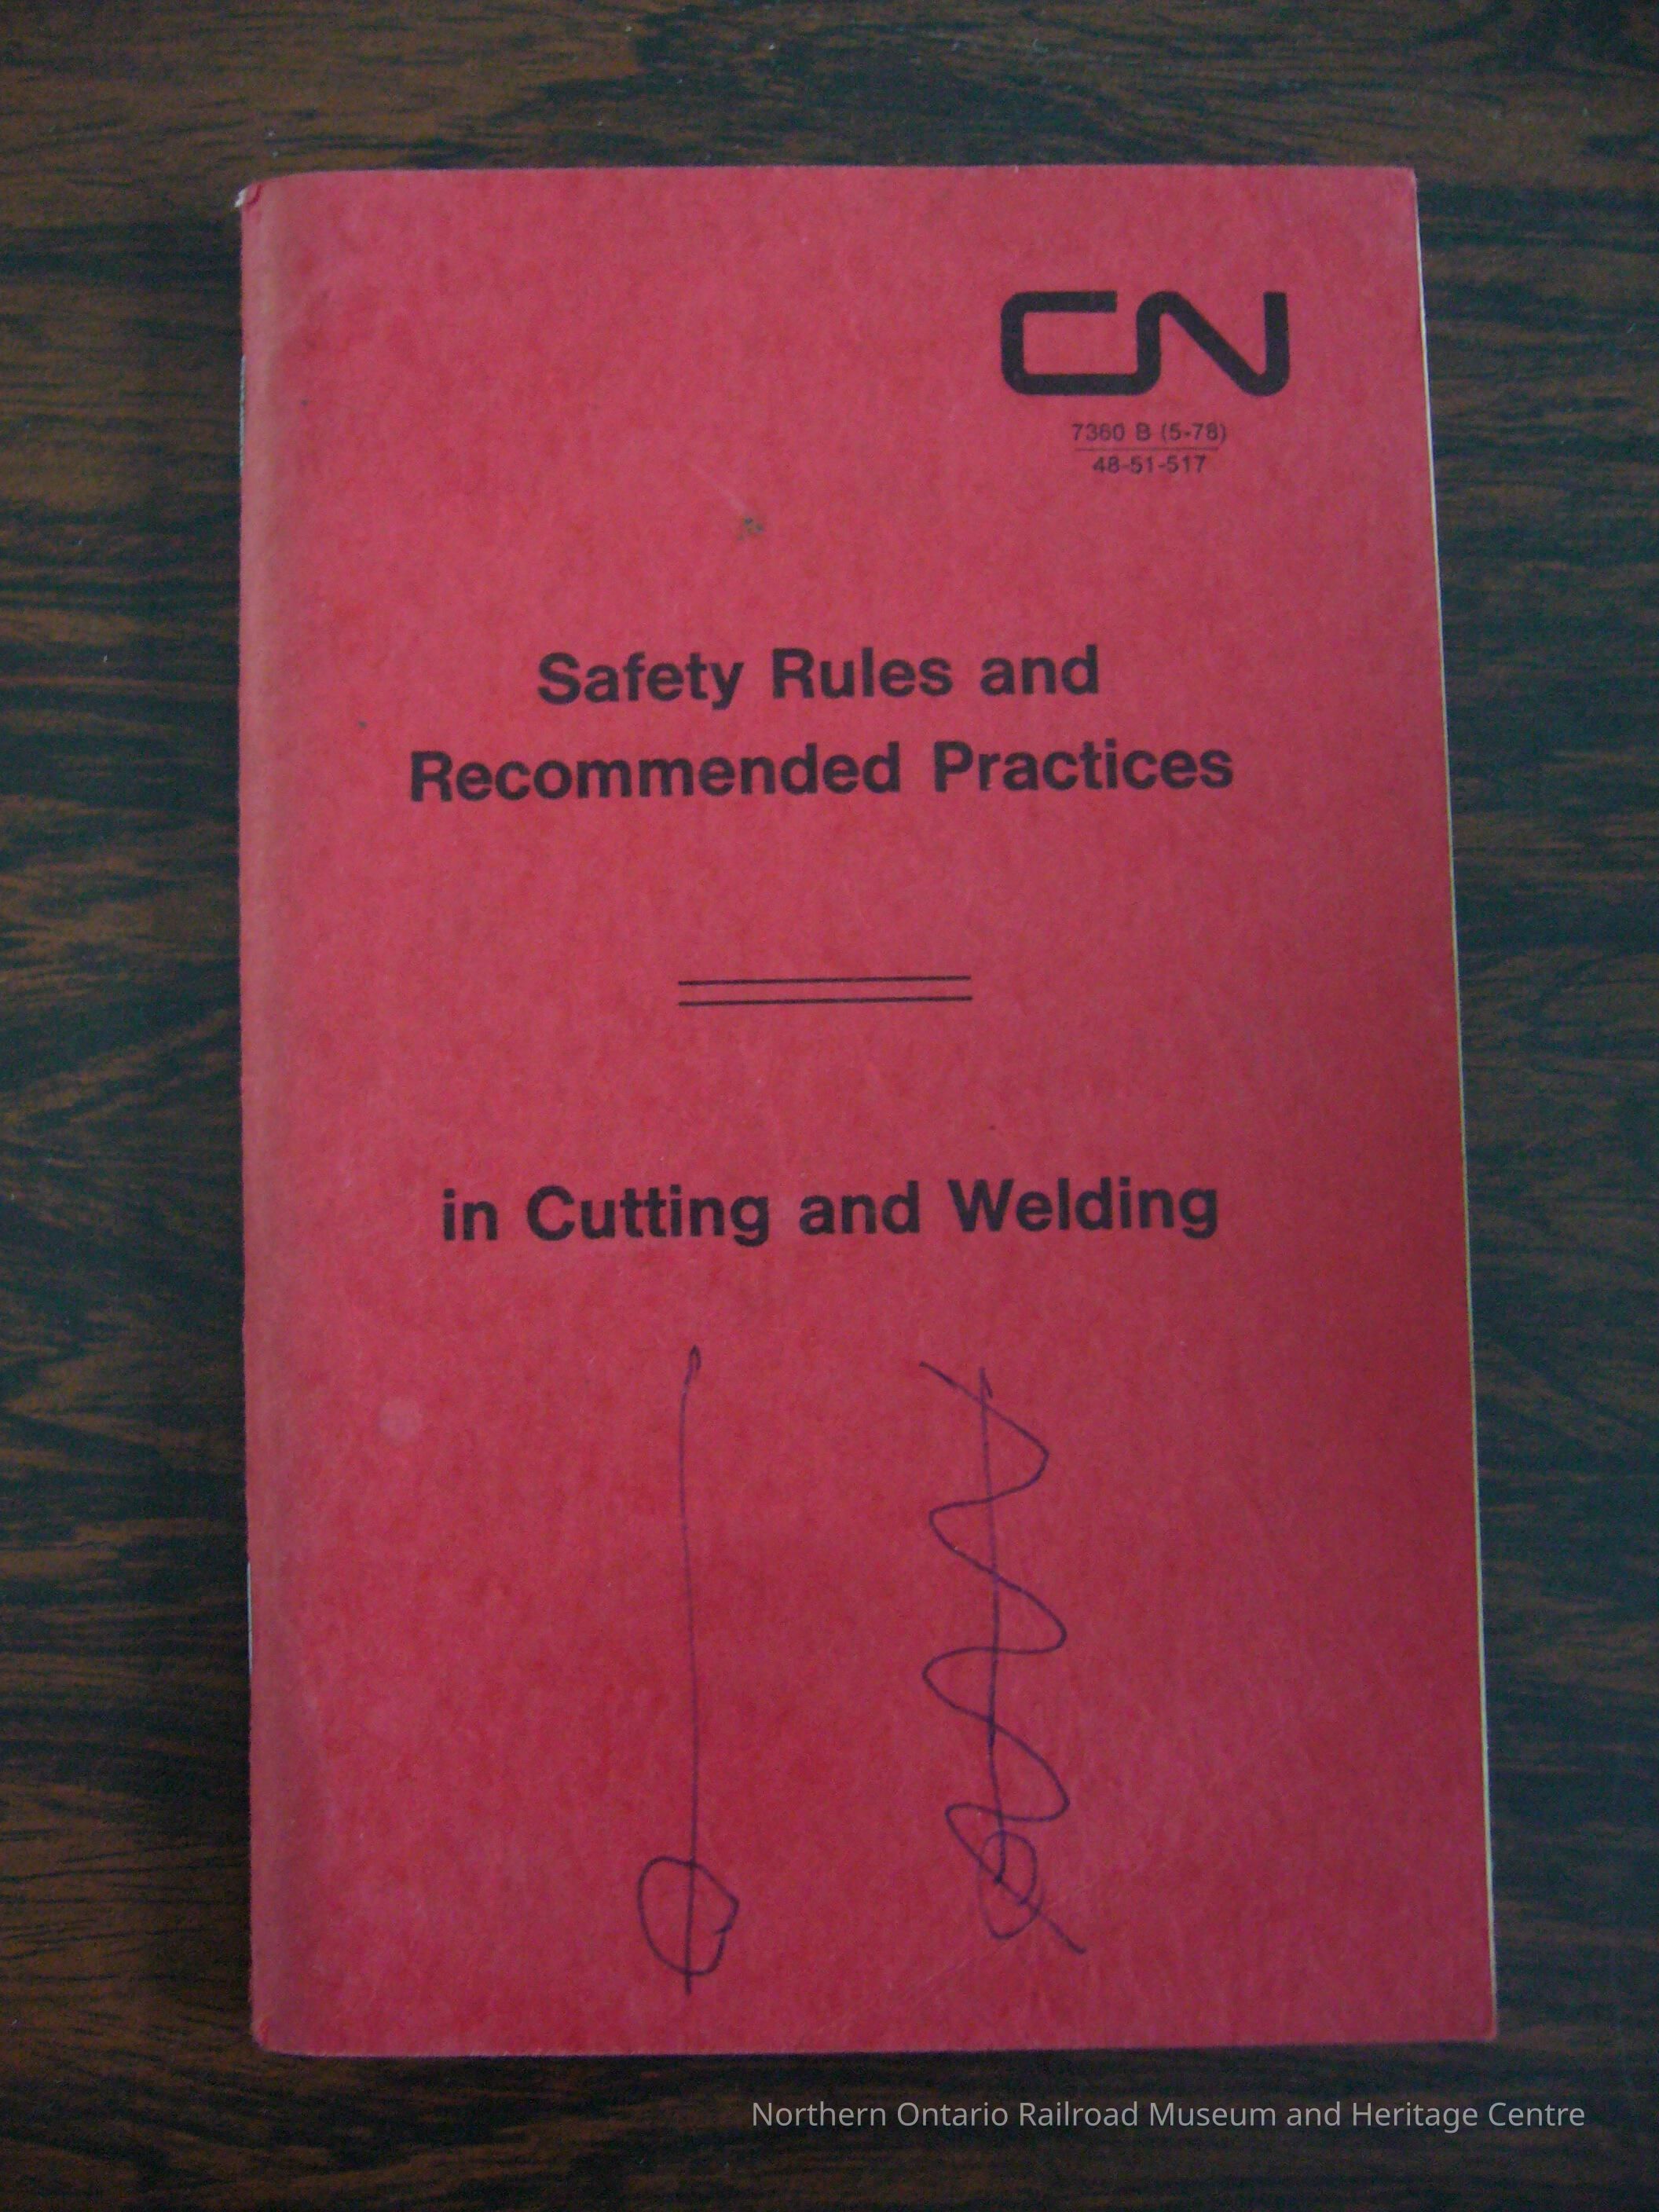 CN
7360 B (5-78)
48-51-517
Safety Rules and
Recommended Practices
in Cutting and Welding
Northern Ontario Railroad Museum and Heritage Centre